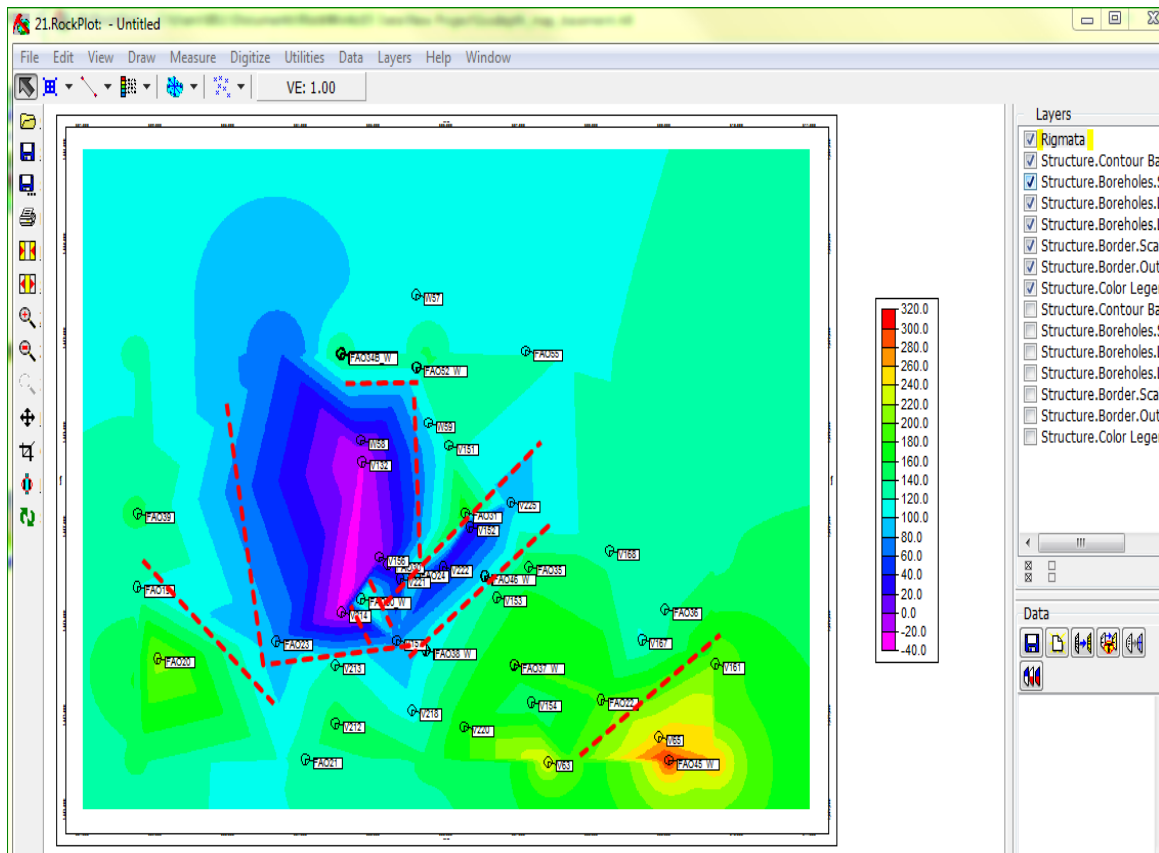 21.RockPlot: - Untitled
File Edit View Draw Measure Digitize Utilities Data Layers Help Window
VE: 1.00
Layers
Rigmata
Structure.Contour Ba
Structure.Boreholes.S
Structure.Boreholes.
Structure.Boreholes.
Structure.Border.Sca
Structure.Border.Out
Structure.Color Lege
Structure.Contour Ba
Structure.Boreholes.S
Structure.Boreholes.
Structure.Boreholes.
Structure.Border.Sca
Structure.Border.Out
Structure.Color Lege
Data
W57
FAO34B_W
FAO55
FAO52_W
W59
W58
V151
V132
V225
FAO39
FAO31
V152
V168
V156
V222
FAO35
FAO24
V221
FAO46_W
V153
FAO36
FAO23
V167
V213
FAO38_W
FAO20
FAO37_W
V161
V154
FAO22
V218
V212
V220
V65
FAO21
V63
FAO45_W
320.0
300.0
280.0
260.0
240.0
220.0
200.0
180.0
160.0
140.0
120.0
100.0
80.0
60.0
40.0
20.0
0.0
-20.0
-40.0